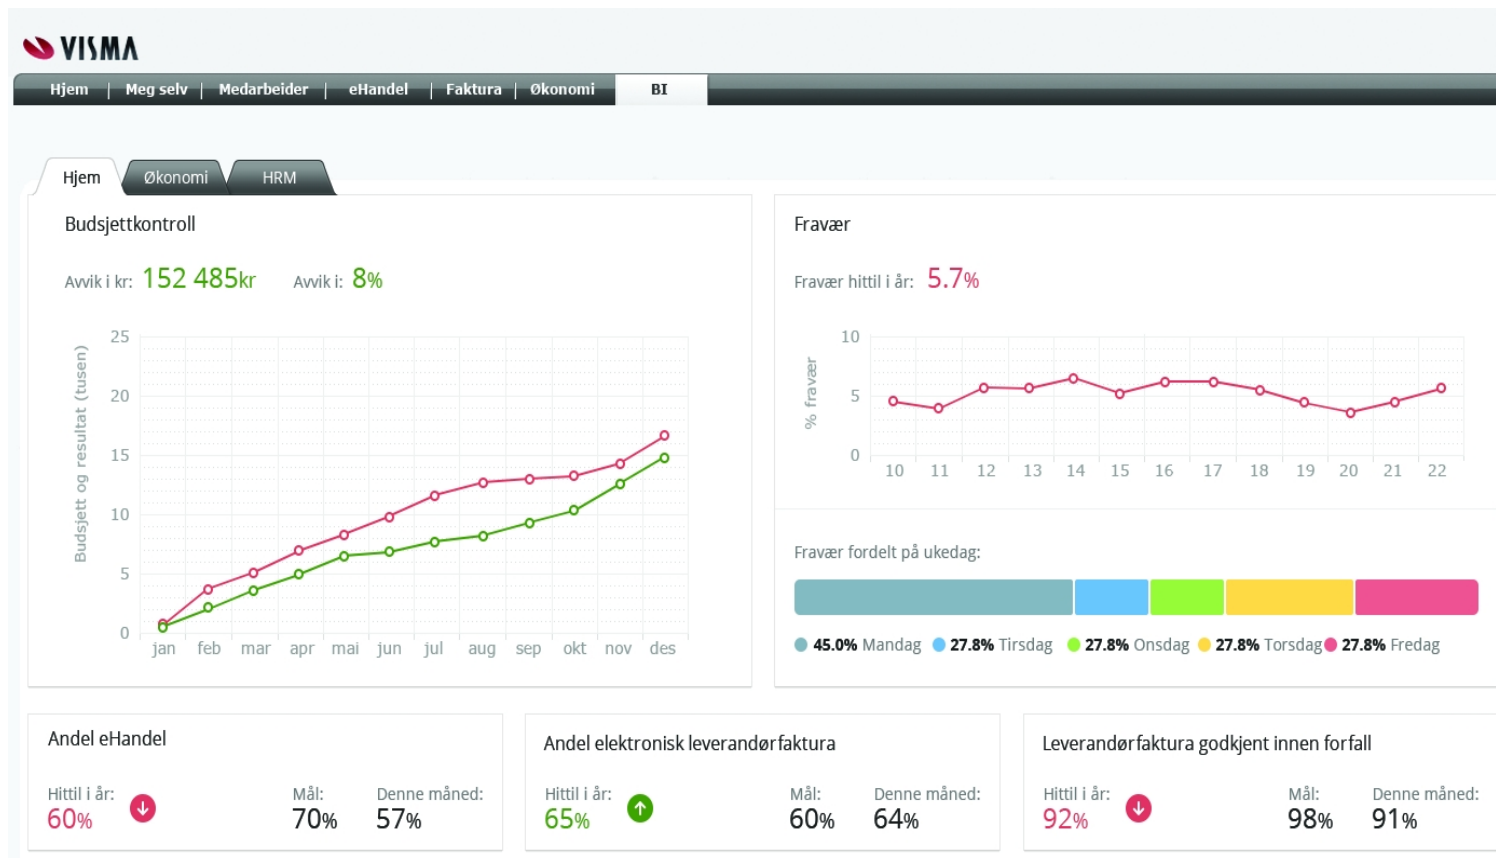 VISMA
Hjem | Meg selv | Medarbeider | eHandel | Faktura | Økonomi BI
Hjem Økonomi HRM
Budsjettkontroll
Avvik i kr: 152 485kr Avvik i: 8%
Budsjett og resultat (tusen)
25
20
15
10
5
0
jan feb mar apr mai jun jul aug sep okt nov des
Fravær
Fravær hittil i år: 5.7%
% fravær
10
5
0
10 11 12 13 14 15 16 17 18 19 20 21 22
Fravær fordelt på ukedag:
45.0% Mandag 27.8% Tirsdag 27.8% Onsdag 27.8% Torsdag 27.8% Fredag
Andel eHandel
Hittil i år: Mål: Denne måned:
60% 70% 57%
Andel elektronisk leverandørfaktura
Hittil i år: Mål: Denne måned:
65% 60% 64%
Leverandørfaktura godkjent innen forfall
Hittil i år: Mål: Denne måned:
92% 98% 91%